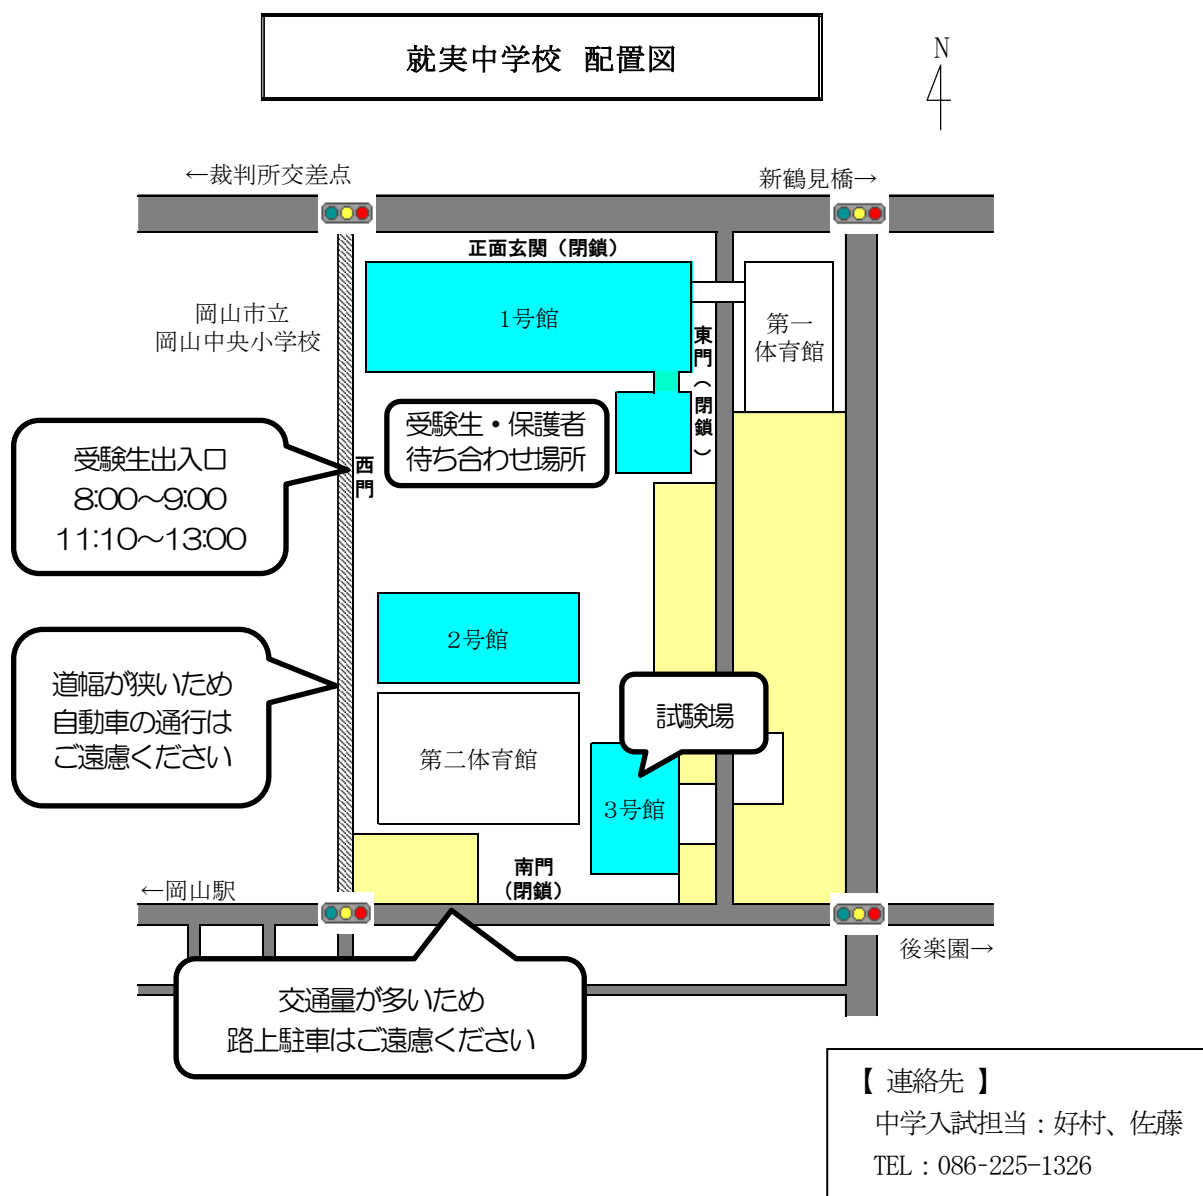 就実中学校 配置図
N
←裁判所交差点
新鶴見橋→
正面玄関（閉鎖）
岡山市立
岡山中央小学校
1号館
東門（閉鎖）
第一
体育館
受験生・保護者
待ち合わせ場所
受験生出入口
8:00～9:00
11:10～13:00
西門
2号館
道幅が狭いため
自動車の通行は
ご遠慮ください
試験場
第二体育館
3号館
南門
（閉鎖）
←岡山駅
後楽園→
交通量が多いため
路上駐車はご遠慮ください
【 連絡先 】
中学入試担当：好村、佐藤
TEL：086-225-1326